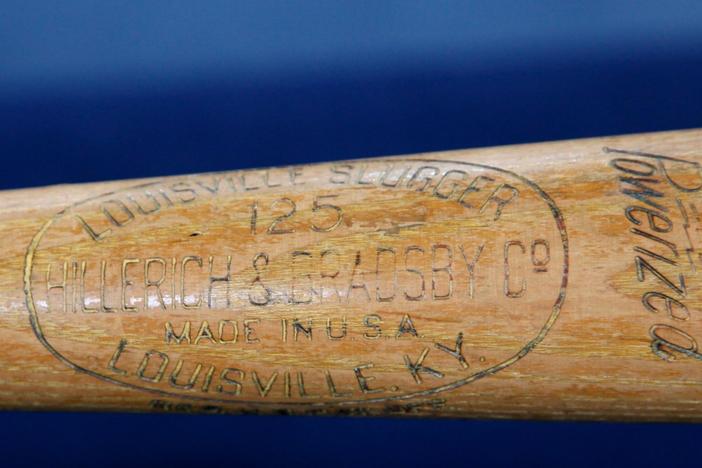 LOUISVILLE SLUGGER
125
HILLERICH & BRADSBY Cº
MADE IN U.S.A.
LOUISVILLE, KY.
Powerized